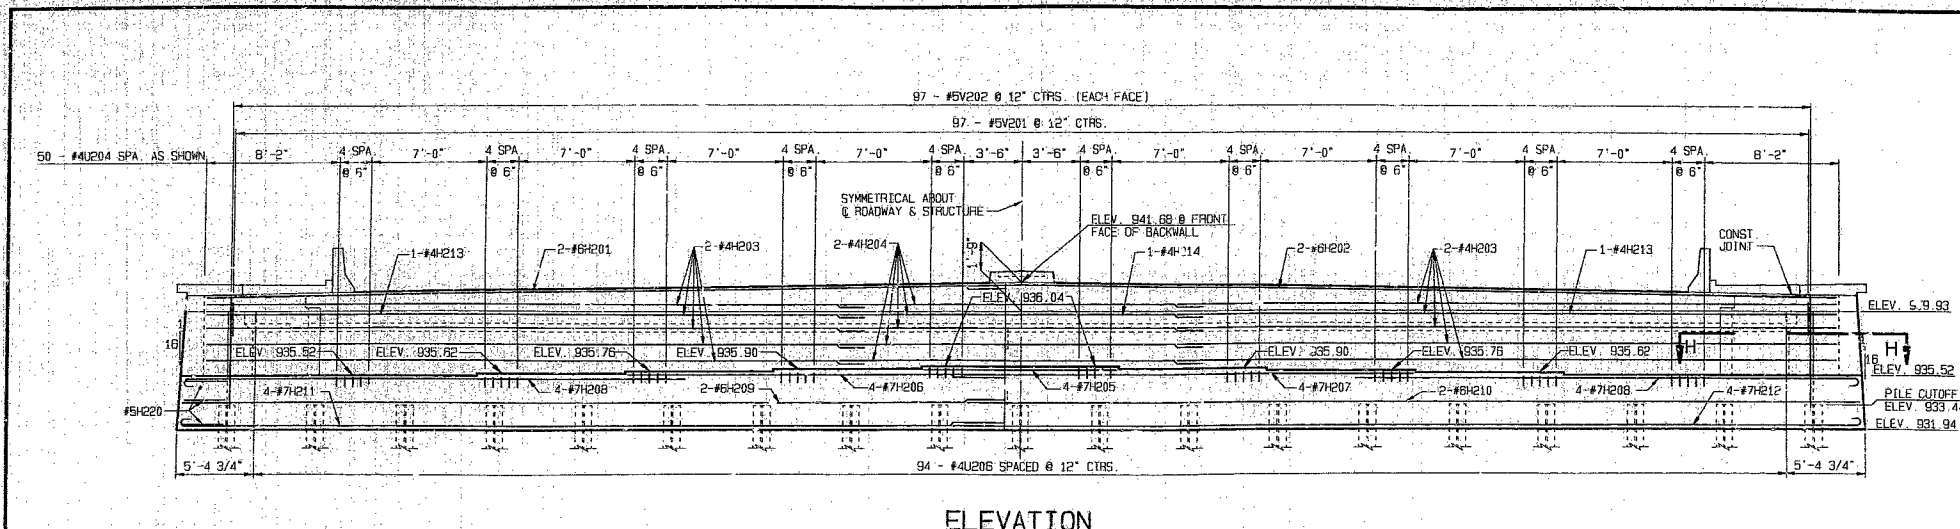 97 - #5V202 @ 12" CTRS. (EACH FACE)
97 - #5V201 @ 12" CTRS.
50 - #4U204 SPA. AS SHOWN
8'-2"
4 SPA. @ 6"
7'-0"
4 SPA. @ 6"
7'-0"
4 SPA. @ 6"
7'-0"
4 SPA. @ 6"
7'-0"
4 SPA. @ 6"
3'-6"
3'-6"
4 SPA. @ 6"
7'-0"
4 SPA. @ 6"
7'-0"
4 SPA. @ 6"
7'-0"
4 SPA. @ 6"
7'-0"
4 SPA. @ 6"
8'-2"
SYMMETRICAL ABOUT
℄ ROADWAY & STRUCTURE
ELEV. 941.68 @ FRONT
FACE OF BACKWALL
CONST.
JOINT
1-#4H213
2-#6H201
2-#4H203
2-#4H204
1-#4H214
2-#6H202
2-#4H203
1-#4H213
ELEV. 936.04
16
ELEV. 935.52
ELEV. 935.62
ELEV. 935.76
ELEV. 935.90
ELEV. 935.90
ELEV. 935.76
ELEV. 935.62
H
H
16
ELEV. 935.52
4-#7H211
4-#7H208
2-#6H209
4-#7H206
4-#7H205
4-#7H207
2-#6H210
4-#7H208
4-#7H212
#5H220
PILE CUTOFF
ELEV. 931.94
5'-4 3/4"
94 - #4U206 SPACED @ 12" CTRS.
5'-4 3/4"
ELEVATION